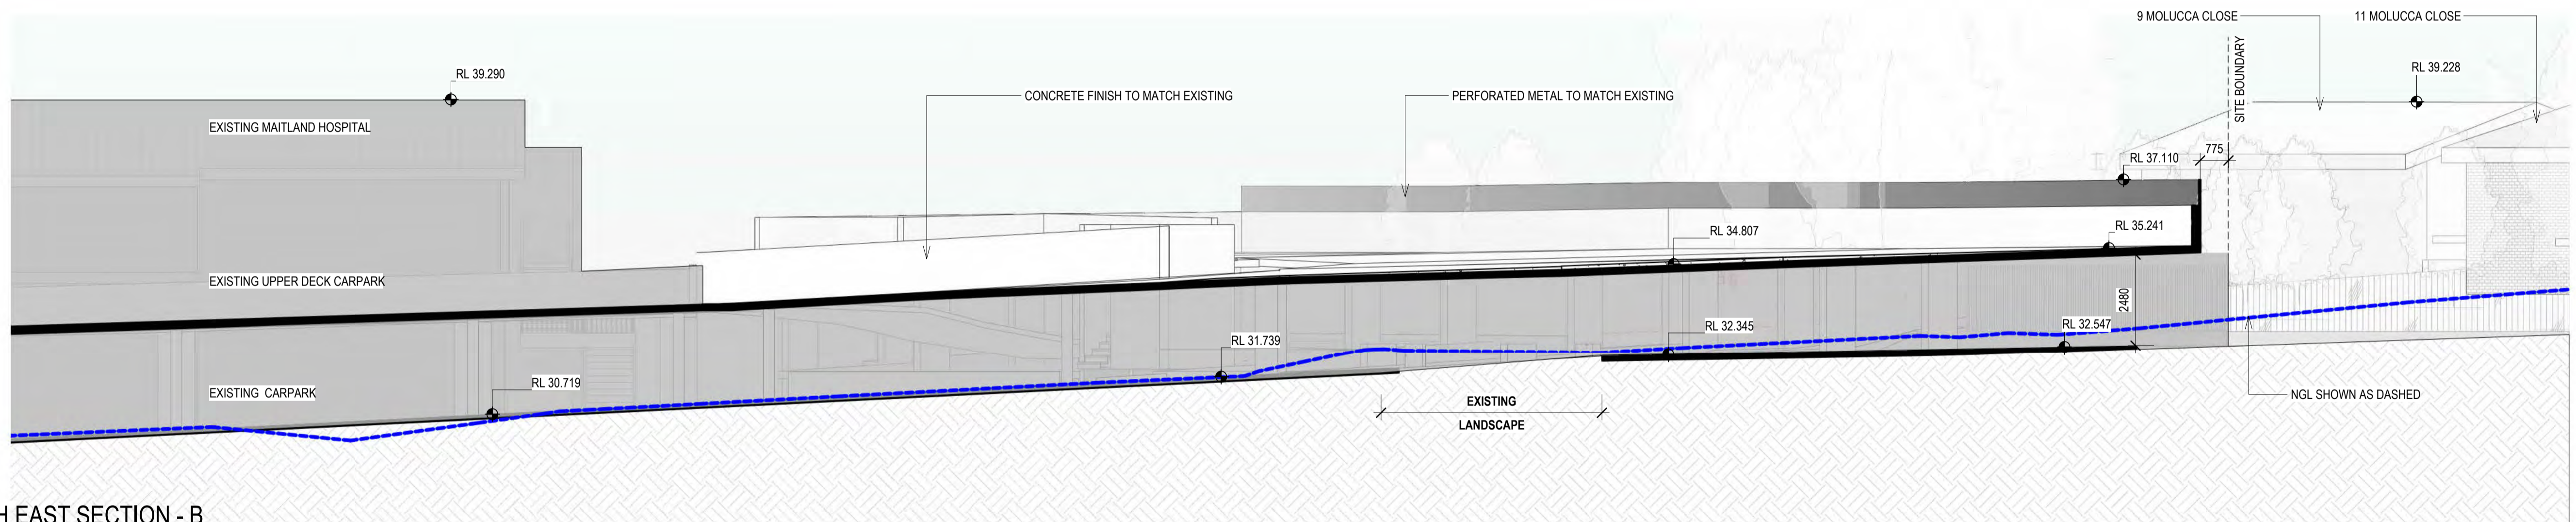 9 MOLUCCA CLOSE
11 MOLUCCA CLOSE
SITE BOUNDARY
RL 39.290
RL 39.228
CONCRETE FINISH TO MATCH EXISTING
PERFORATED METAL TO MATCH EXISTING
EXISTING MAITLAND HOSPITAL
775
RL 37.110
RL 34.807
RL 35.241
EXISTING UPPER DECK CARPARK
2480
RL 32.345
RL 32.547
RL 31.739
RL 30.719
EXISTING CARPARK
EXISTING
LANDSCAPE
NGL SHOWN AS DASHED
H EAST SECTION - B